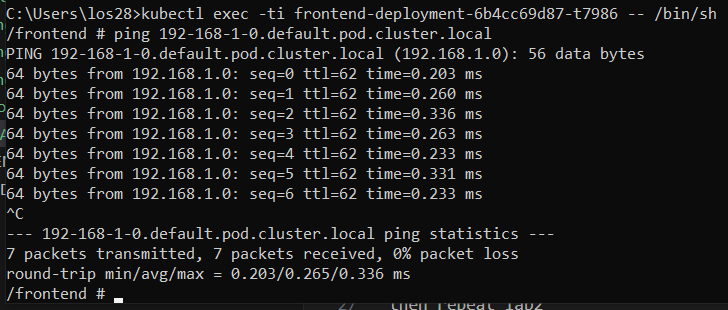 C:\Users\los28>kubectl exec -ti frontend-deployment-6b4cc69d87-t7986 -- /bin/sh
/frontend # ping 192-168-1-0.default.pod.cluster.local
PING 192-168-1-0.default.pod.cluster.local (192.168.1.0): 56 data bytes
64 bytes from 192.168.1.0: seq=0 ttl=62 time=0.203 ms
64 bytes from 192.168.1.0: seq=1 ttl=62 time=0.260 ms
64 bytes from 192.168.1.0: seq=2 ttl=62 time=0.336 ms
64 bytes from 192.168.1.0: seq=3 ttl=62 time=0.263 ms
64 bytes from 192.168.1.0: seq=4 ttl=62 time=0.233 ms
64 bytes from 192.168.1.0: seq=5 ttl=62 time=0.331 ms
64 bytes from 192.168.1.0: seq=6 ttl=62 time=0.233 ms
^C
--- 192-168-1-0.default.pod.cluster.local ping statistics ---
7 packets transmitted, 7 packets received, 0% packet loss
round-trip min/avg/max = 0.203/0.265/0.336 ms
/frontend #